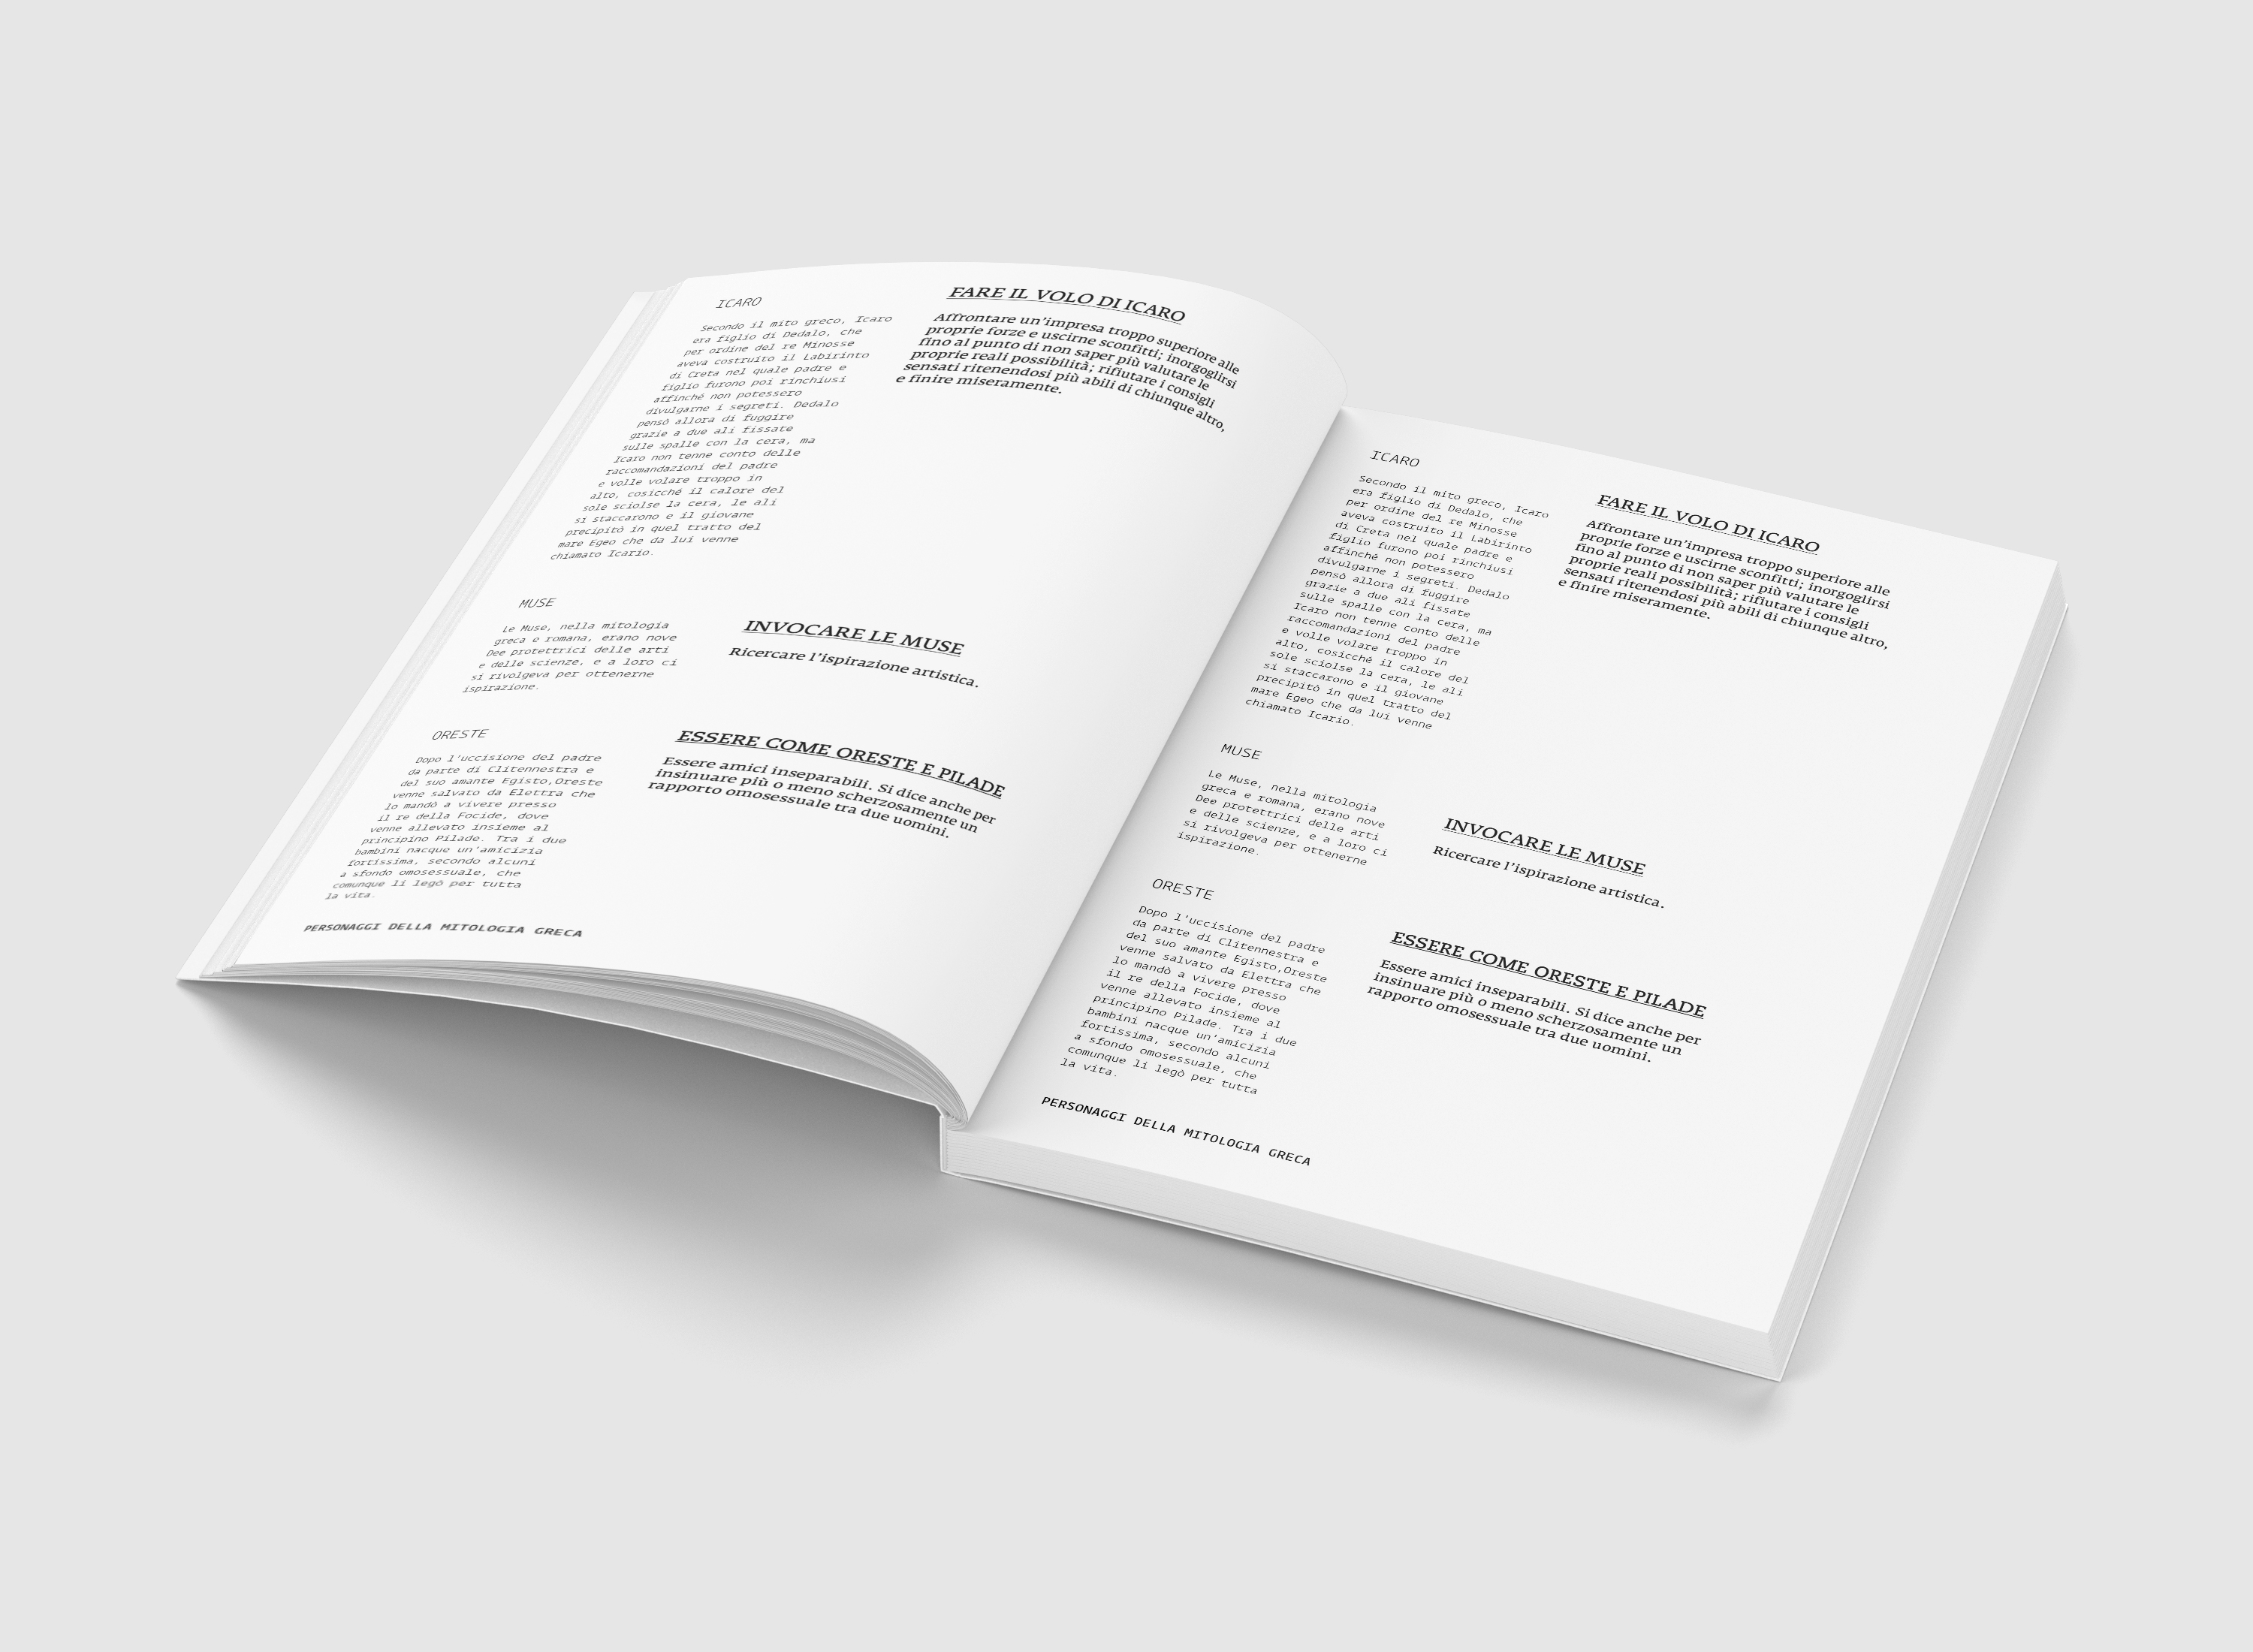 ICARO
Secondo il mito greco, Icaro
era figlio di Dedalo, che
per ordine del re Minosse
aveva costruito il Labirinto
di Creta nel quale padre e
figlio furono poi rinchiusi
affinché non potessero
divulgarne i segreti. Dedalo
pensò allora di fuggire
grazie a due ali fissate
sulle spalle con la cera, ma
Icaro non tenne conto delle
raccomandazioni del padre
e volle volare troppo in
alto, cosicché il calore del
sole sciolse la cera, le ali
si staccarono e il giovane
precipitò in quel tratto del
mare Egeo che da lui venne
chiamato Icario.
FARE IL VOLO DI ICARO
Affrontare un'impresa troppo superiore alle
proprie forze e uscirne sconfitti; inorgoglirsi
fino al punto di non saper più valutare le
proprie reali possibilità; rifiutare i consigli
sensati ritenendosi più abili di chiunque altro,
e finire miseramente.
MUSE
Le Muse, nella mitologia
greca e romana, erano nove
Dee protettrici delle arti
e delle scienze, e a loro ci
si rivolgeva per ottenerne
ispirazione.
INVOCARE LE MUSE
Ricercare l'ispirazione artistica.
ORESTE
Dopo l'uccisione del padre
da parte di Clitennestra e
del suo amante Egisto,Oreste
venne salvato da Elettra che
lo mandò a vivere presso
il re della Focide, dove
venne allevato insieme al
principino Pilade. Tra i due
bambini nacque un'amicizia
fortissima, secondo alcuni
a sfondo omosessuale, che
comunque li legò per tutta
la vita.
ESSERE COME ORESTE E PILADE
Essere amici inseparabili. Si dice anche per
insinuare più o meno scherzosamente un
rapporto omosessuale tra due uomini.
PERSONAGGI DELLA MITOLOGIA GRECA
ICARO
Secondo il mito greco, Icaro
era figlio di Dedalo, che
per ordine del re Minosse
aveva costruito il Labirinto
di Creta nel quale padre e
figlio furono poi rinchiusi
affinché non potessero
divulgarne i segreti. Dedalo
pensò allora di fuggire
grazie a due ali fissate
sulle spalle con la cera, ma
Icaro non tenne conto delle
raccomandazioni del padre
e volle volare troppo in
alto, cosicché il calore del
sole sciolse la cera, le ali
si staccarono e il giovane
precipitò in quel tratto del
mare Egeo che da lui venne
chiamato Icario.
FARE IL VOLO DI ICARO
Affrontare un'impresa troppo superiore alle
proprie forze e uscirne sconfitti; inorgoglirsi
fino al punto di non saper più valutare le
proprie reali possibilità; rifiutare i consigli
sensati ritenendosi più abili di chiunque altro,
e finire miseramente.
MUSE
Le Muse, nella mitologia
greca e romana, erano nove
Dee protettrici delle arti
e delle scienze, e a loro ci
si rivolgeva per ottenerne
ispirazione.
INVOCARE LE MUSE
Ricercare l'ispirazione artistica.
ORESTE
Dopo l'uccisione del padre
da parte di Clitennestra e
del suo amante Egisto,Oreste
venne salvato da Elettra che
lo mandò a vivere presso
il re della Focide, dove
venne allevato insieme al
principino Pilade. Tra i due
bambini nacque un'amicizia
fortissima, secondo alcuni
a sfondo omosessuale, che
comunque li legò per tutta
la vita.
ESSERE COME ORESTE E PILADE
Essere amici inseparabili. Si dice anche per
insinuare più o meno scherzosamente un
rapporto omosessuale tra due uomini.
PERSONAGGI DELLA MITOLOGIA GRECA